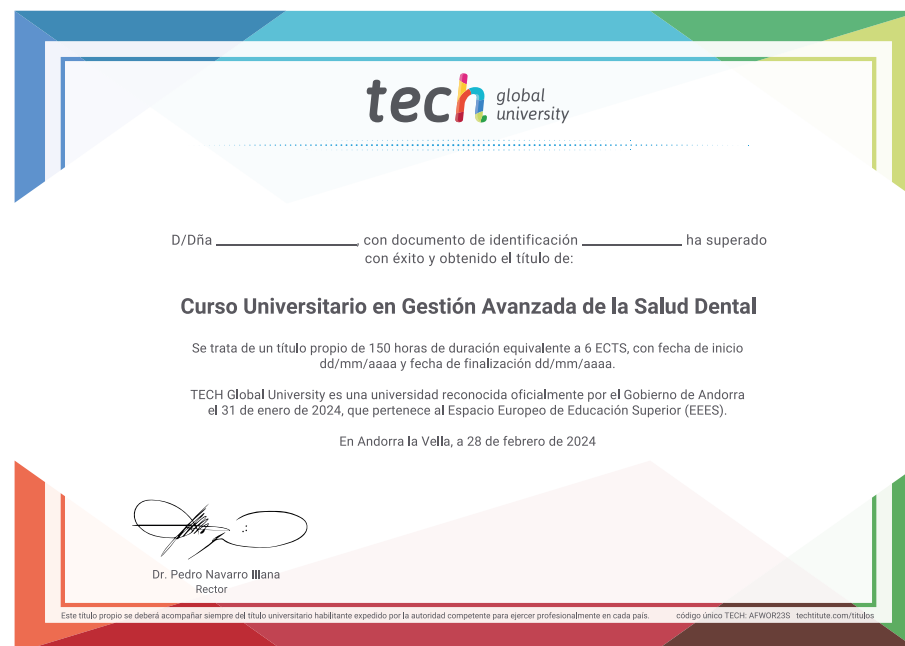 tech global university
D/Dña ____________, con documento de identificación ____________ ha superado
con éxito y obtenido el título de:
Curso Universitario en Gestión Avanzada de la Salud Dental
Se trata de un título propio de 150 horas de duración equivalente a 6 ECTS, con fecha de inicio
dd/mm/aaaa y fecha de finalización dd/mm/aaaa.
TECH Global University es una universidad reconocida oficialmente por el Gobierno de Andorra
el 31 de enero de 2024, que pertenece al Espacio Europeo de Educación Superior (EEES).
En Andorra la Vella, a 28 de febrero de 2024
Dr. Pedro Navarro Illana
Rector
Este título propio se deberá acompañar siempre del título universitario habilitante expedido por la autoridad competente para ejercer profesionalmente en cada país. código único TECH: AFWOR23S techtitute.com/titulos